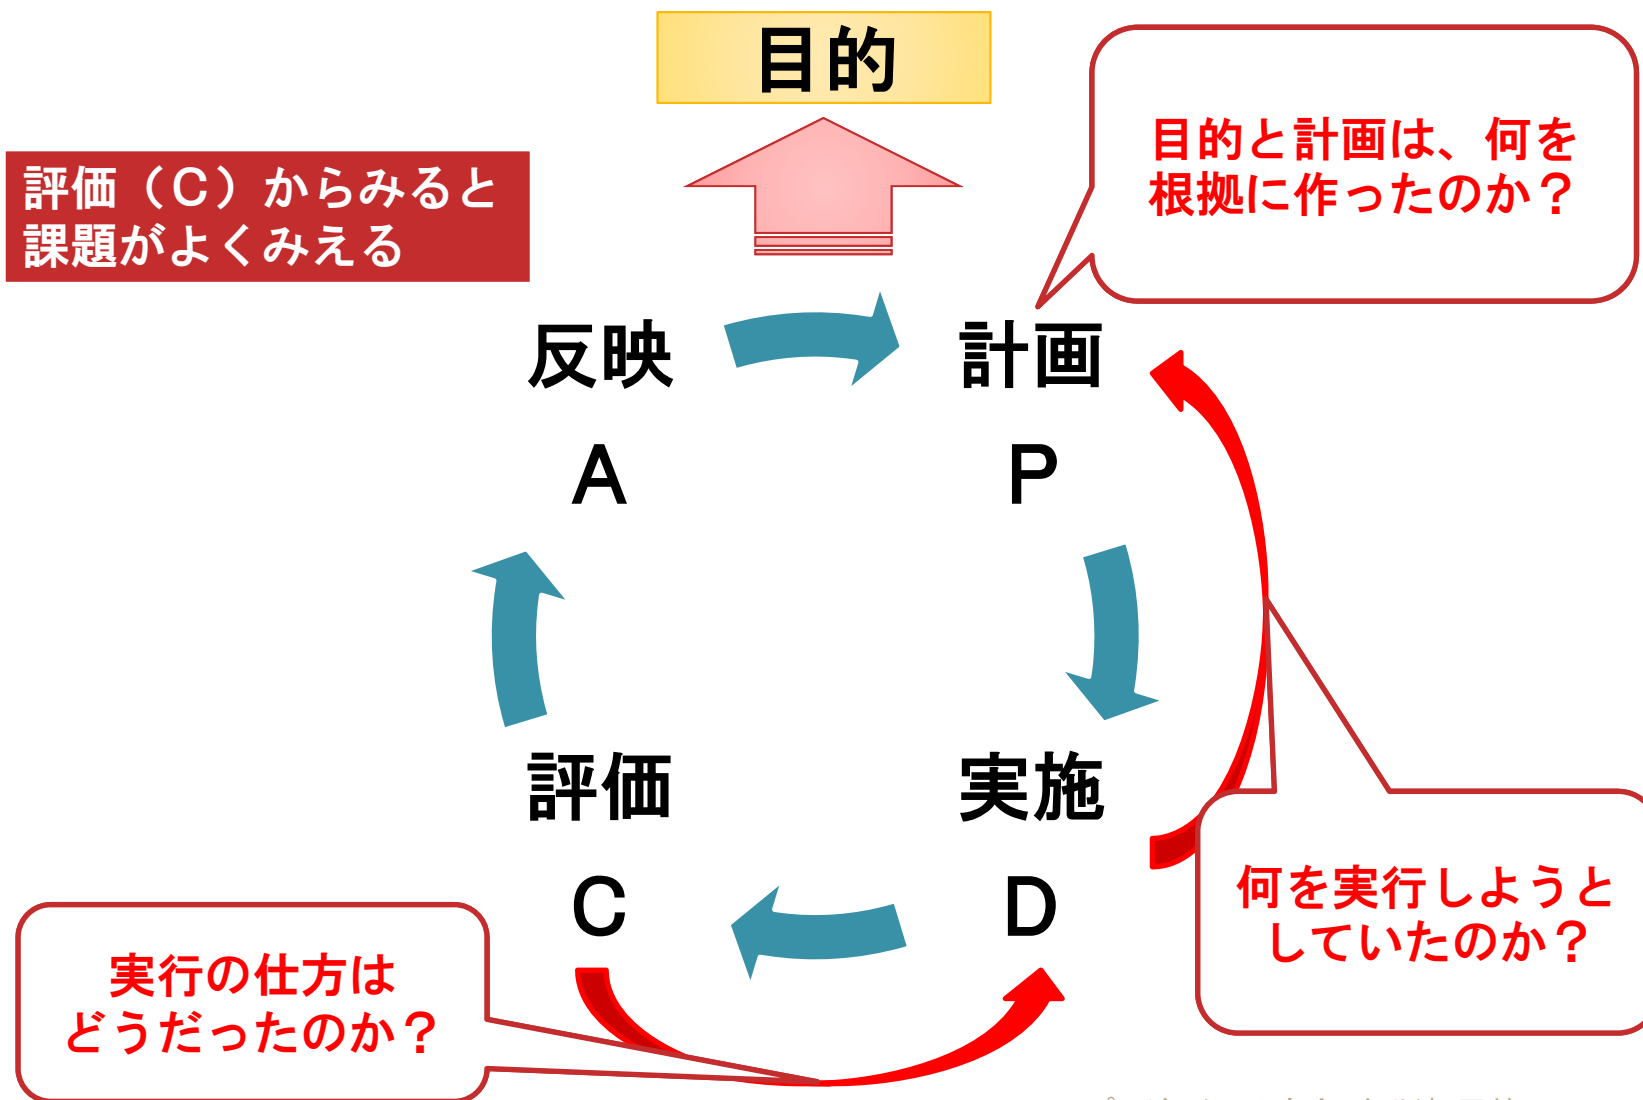 目的
目的と計画は、何を
根拠に作ったのか？
評価（Ｃ）からみると
課題がよくみえる
反映
計画
Ａ
Ｐ
評価
実施
Ｃ
Ｄ
何を実行しようと
していたのか？
実行の仕方は
どうだったのか？